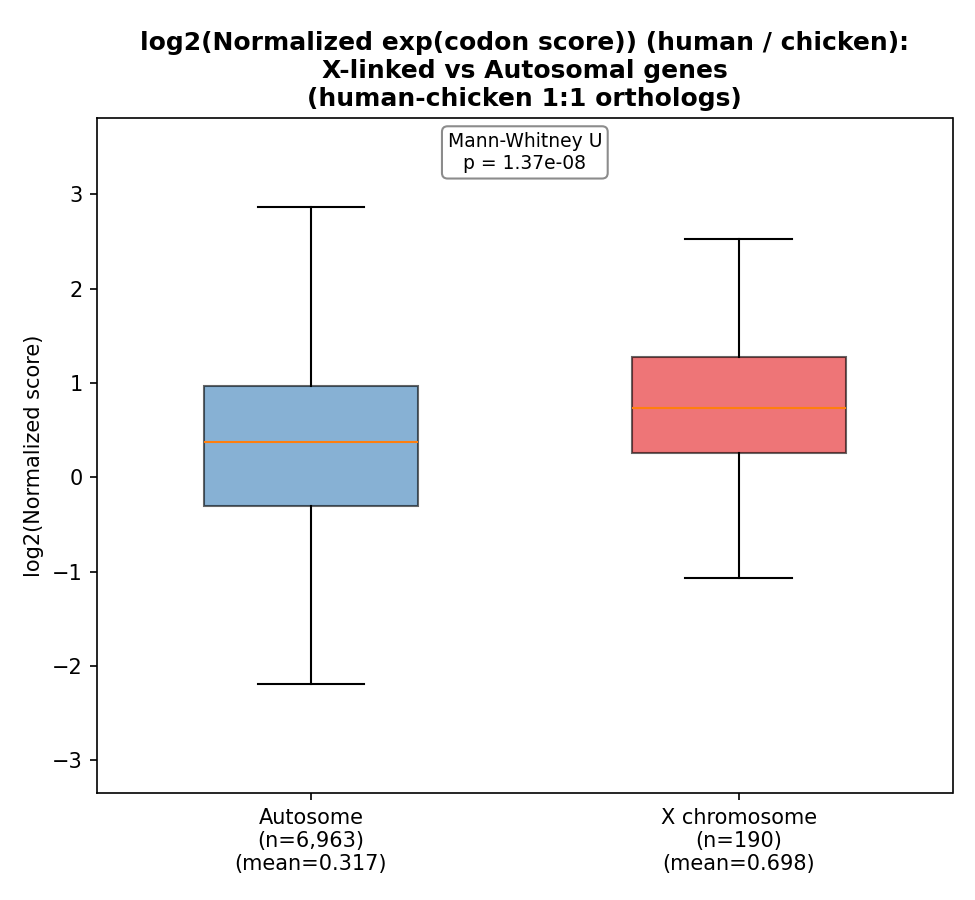 log2(Normalized exp(codon score)) (human / chicken):
X-linked vs Autosomal genes
(human-chicken 1:1 orthologs)
Mann-Whitney U
p = 1.37e-08
log2(Normalized score)
3
2
1
0
−1
−2
−3
Autosome
(n=6,963)
(mean=0.317)
X chromosome
(n=190)
(mean=0.698)